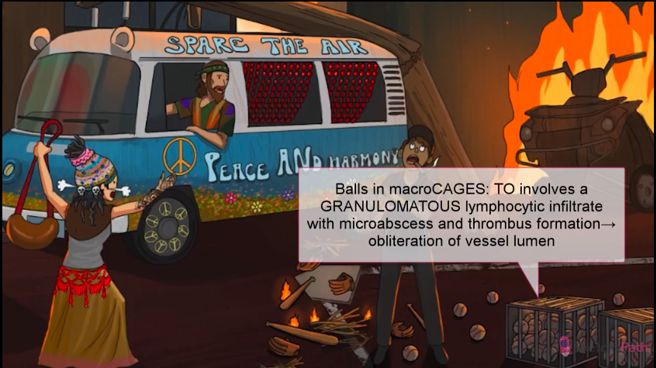 SPARC THE AIR
PEACE AND HARMONY
Balls in macroCAGES: TO involves a
GRANULOMATOUS lymphocytic infiltrate
with microabscess and thrombus formation→
obliteration of vessel lumen